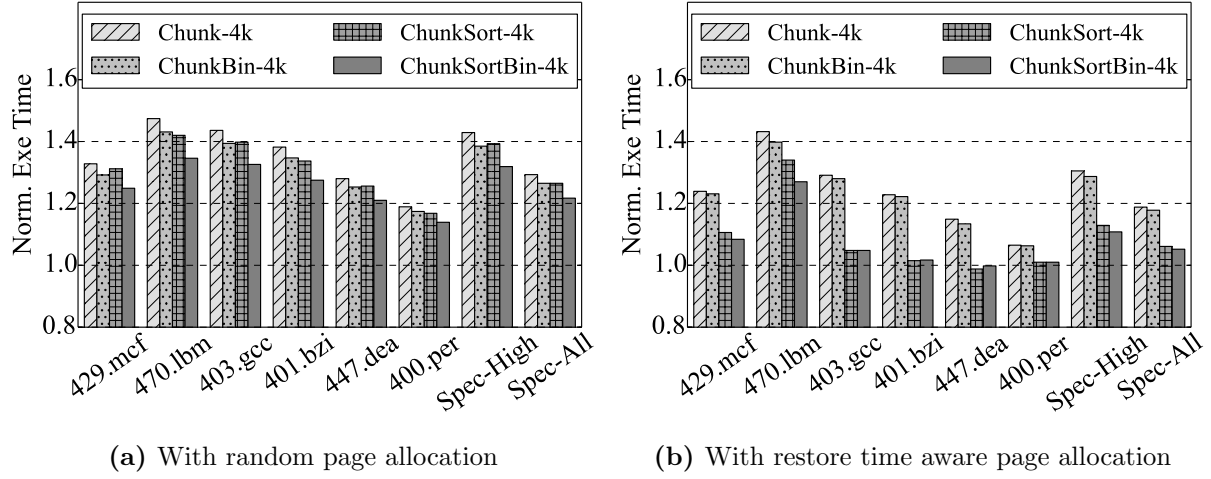 Chunk-4k
ChunkSort-4k
ChunkBin-4k
ChunkSortBin-4k
Norm. Exe Time
1.6
1.4
1.2
1.0
0.8
429.mcf
470.lbm
403.gcc
401.bzi
447.dea
400.per
Spec-High
Spec-All
(a) With random page allocation
Chunk-4k
ChunkSort-4k
ChunkBin-4k
ChunkSortBin-4k
Norm. Exe Time
1.6
1.4
1.2
1.0
0.8
429.mcf
470.lbm
403.gcc
401.bzi
447.dea
400.per
Spec-High
Spec-All
(b) With restore time aware page allocation